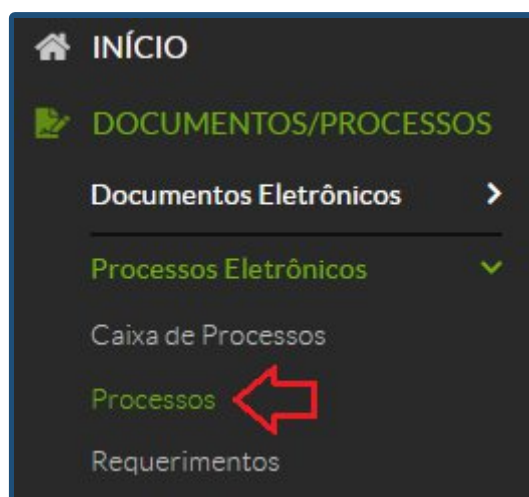 INÍCIO
DOCUMENTOS/PROCESSOS
Documentos Eletrônicos
Processos Eletrônicos
Caixa de Processos
Processos
Requerimentos